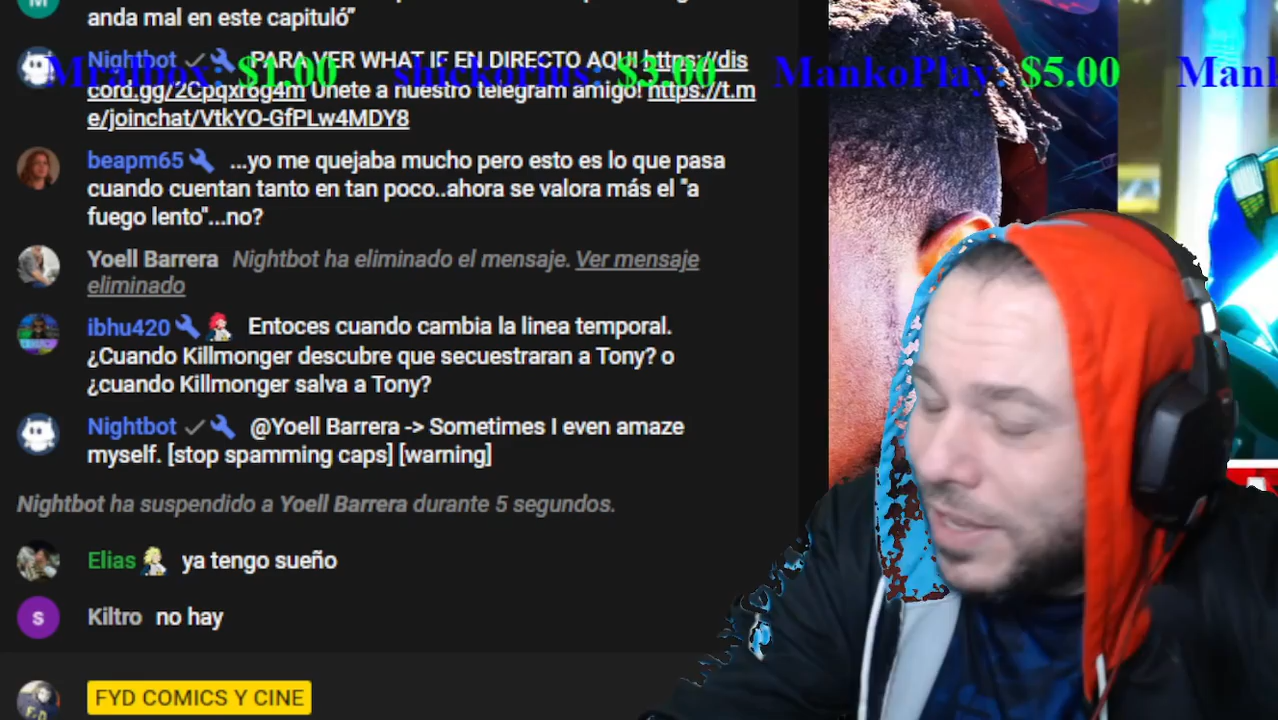 anda mal en este capituló"
Nightbot PARA VER WHAT IF EN DIRECTO AQUI https://dis
Mratbox: $1.00 shickorius: $3.00 MankoPlay: $5.00 Mank
cord.gg/2Cpqxr6g4m Unete a nuestro telegram amigo! https://t.m
e/joinchat/VtkYO-GfPLw4MDY8
beapm65 ...yo me quejaba mucho pero esto es lo que pasa
cuando cuentan tanto en tan poco..ahora se valora más el "a
fuego lento"...no?
Yoell Barrera Nightbot ha eliminado el mensaje. Ver mensaje
eliminado
ibhu420 Entoces cuando cambia la linea temporal.
¿Cuando Killmonger descubre que secuestraran a Tony? o
¿cuando Killmonger salva a Tony?
Nightbot @Yoell Barrera -> Sometimes I even amaze
myself. [stop spamming caps] [warning]
Nightbot ha suspendido a Yoell Barrera durante 5 segundos.
Elias ya tengo sueño
s Kiltro no hay
FYD COMICS Y CINE